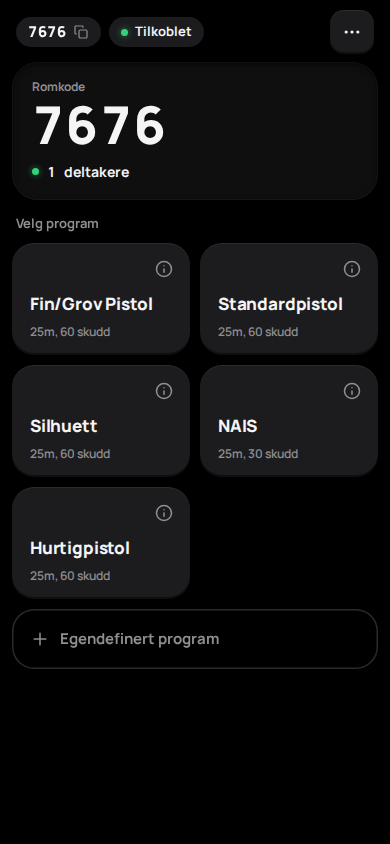 7676
Tilkoblet
Romkode
7676
1 deltakere
Velg program
Fin/Grov Pistol
25m, 60 skudd
Standardpistol
25m, 60 skudd
Silhuett
25m, 60 skudd
NAIS
25m, 30 skudd
Hurtigpistol
25m, 60 skudd
Egendefinert program